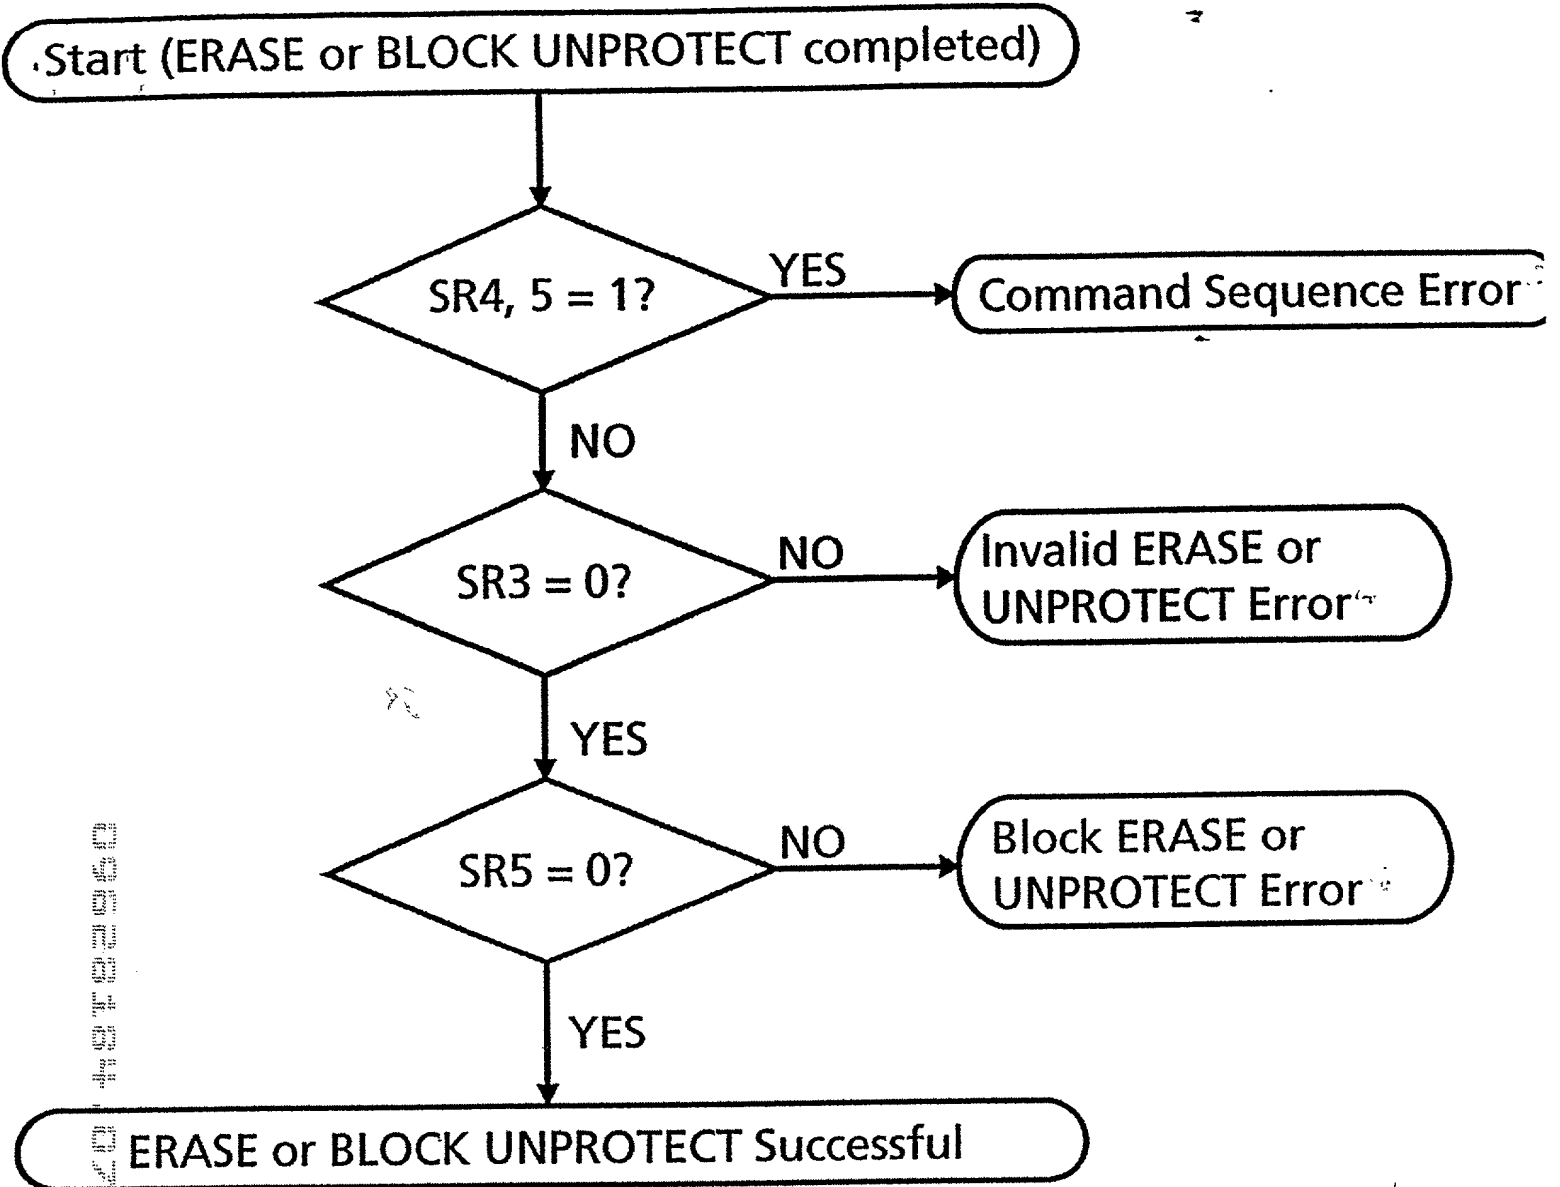 Start (ERASE or BLOCK UNPROTECT completed)
SR4, 5 = 1?
YES
Command Sequence Error
NO
SR3 = 0?
NO
Invalid ERASE or
UNPROTECT Error
YES
SR5 = 0?
NO
Block ERASE or
UNPROTECT Error
YES
ERASE or BLOCK UNPROTECT Successful